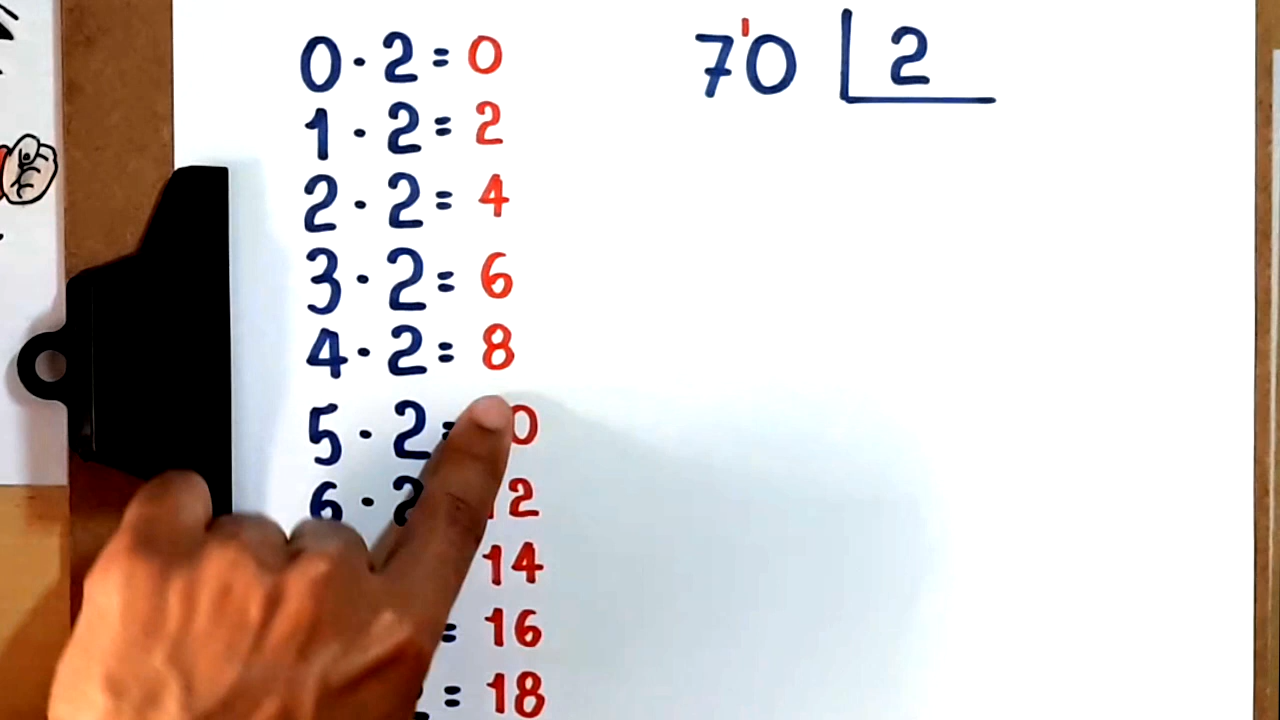 0 · 2 = 0
1 · 2 = 2
2 · 2 = 4
3 · 2 = 6
4 · 2 = 8
5 · 2 = 0
6 · 2 12
14
= 16
= 18
70 2